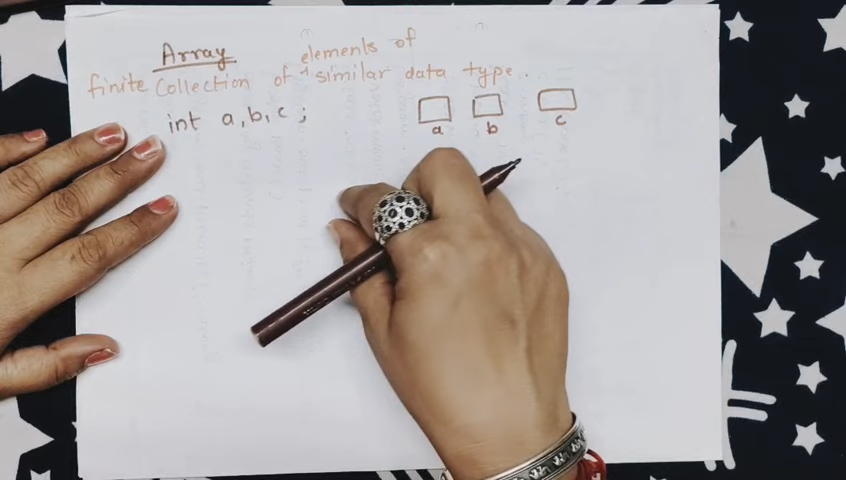 Array
finite Collection of elements of similar data type.
int a, b, c ;
a b c